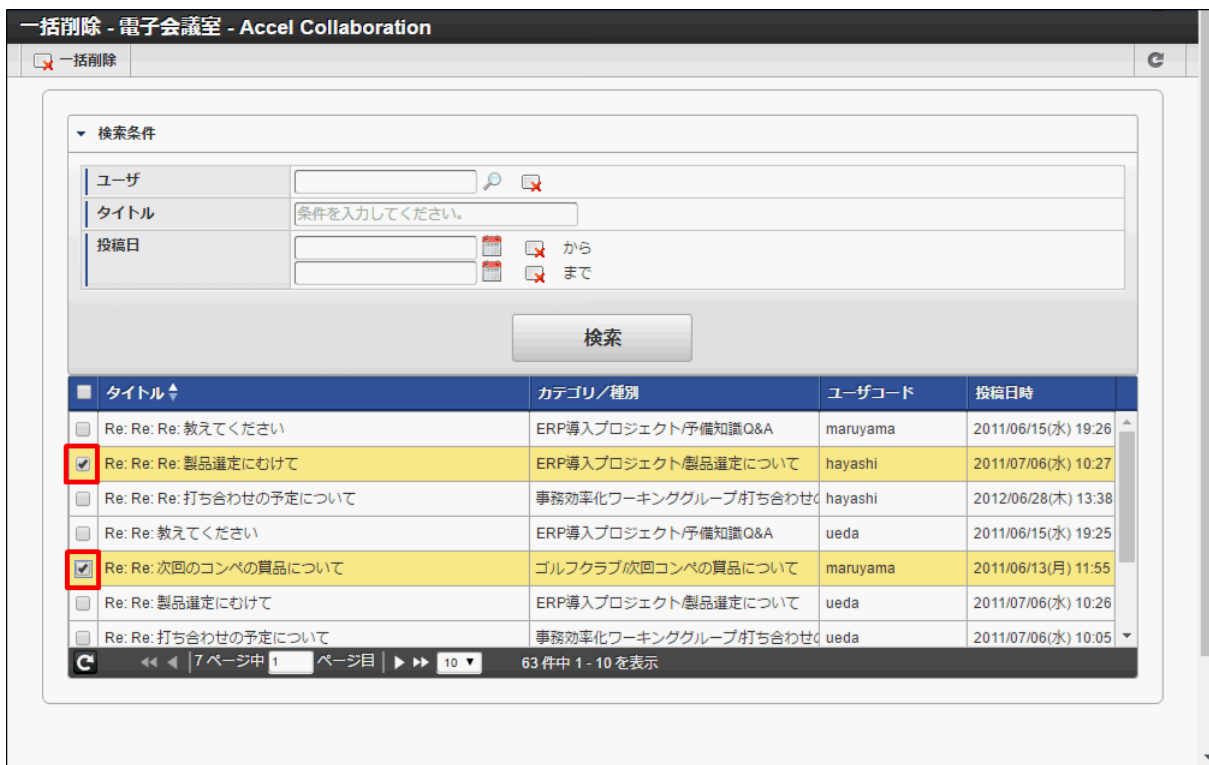 一括削除 - 電子会議室 - Accel Collaboration
一括削除
検索条件
ユーザ
タイトル 条件を入力してください。
投稿日 から
まで
検索
タイトル カテゴリ／種別 ユーザコード 投稿日時
Re: Re: Re: 教えてください ERP導入プロジェクト/予備知識Q&A maruyama 2011/06/15(水) 19:26
Re: Re: Re: 製品選定にむけて ERP導入プロジェクト/製品選定について hayashi 2011/07/06(水) 10:27
Re: Re: Re: 打ち合わせの予定について 事務効率化ワーキンググループ/打ち合わせ hayashi 2012/06/28(木) 13:38
Re: Re: 教えてください ERP導入プロジェクト/予備知識Q&A ueda 2011/06/15(水) 19:25
Re: Re: 次回のコンペの賞品について ゴルフクラブ/次回コンペの賞品について maruyama 2011/06/13(月) 11:55
Re: Re: 製品選定にむけて ERP導入プロジェクト/製品選定について ueda 2011/07/06(水) 10:26
Re: Re: 打ち合わせの予定について 事務効率化ワーキンググループ/打ち合わせ ueda 2011/07/06(水) 10:05
7 ページ中 1 ページ目 10 63 件中 1 - 10 を表示